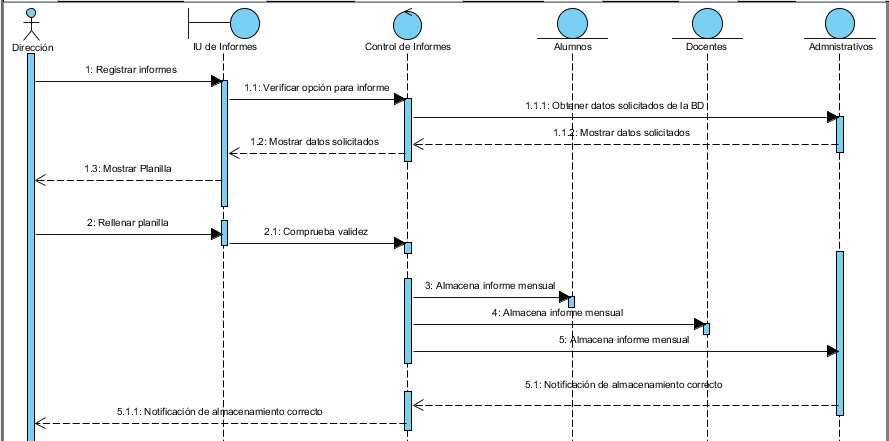 Dirección
IU de Informes
Control de Informes
Alumnos
Docentes
Admnistrativos
1: Registrar informes
1.1: Verificar opción para informe
1.1.1: Obtener datos solicitados de la BD
1.1.2: Mostrar datos solicitados
1.2: Mostrar datos solicitados
1.3: Mostrar Planilla
2: Rellenar planilla
2.1: Comprueba validez
3: Almacena informe mensual
4: Almacena informe mensual
5: Almacena informe mensual
5.1: Notificación de almacenamiento correcto
5.1.1: Notificación de almacenamiento correcto